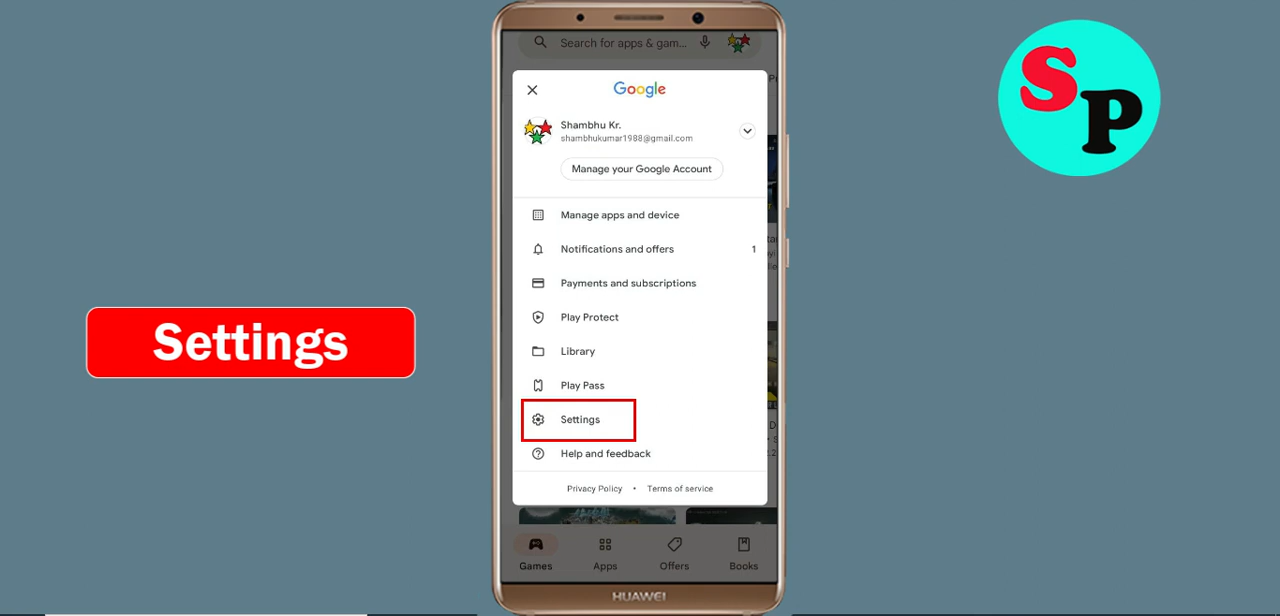 Search for apps & gam...
Google
Shambhu Kr.
shambhukumar1988@gmail.com
Manage your Google Account
Manage apps and device
Notifications and offers 1
Payments and subscriptions
Play Protect
Library
Play Pass
Settings
Help and feedback
Privacy Policy • Terms of service
Games Apps Offers Books
HUAWEI
Settings
SP